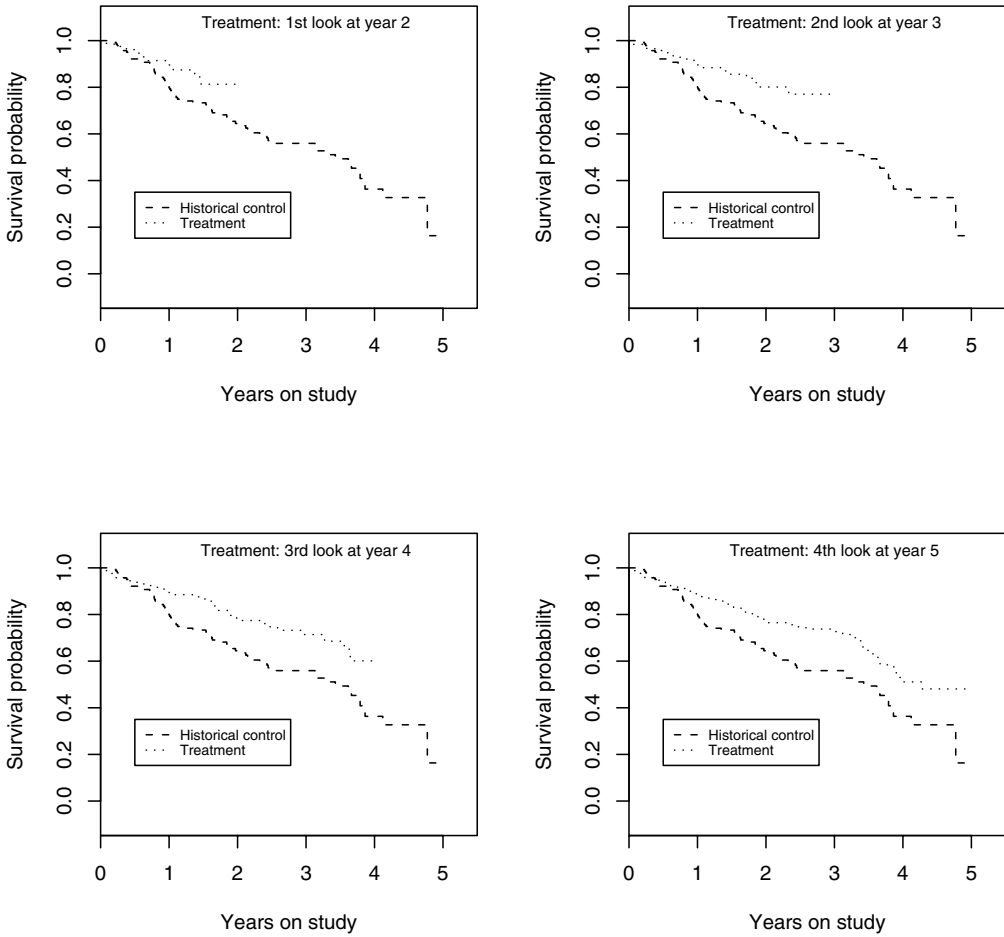 Treatment: 1st look at year 2
Survival probability
1.0
0.8
0.6
0.4
0.2
0.0
Historical control
Treatment
0 1 2 3 4 5
Years on study
Treatment: 2nd look at year 3
Survival probability
1.0
0.8
0.6
0.4
0.2
0.0
Historical control
Treatment
0 1 2 3 4 5
Years on study
Treatment: 3rd look at year 4
Survival probability
1.0
0.8
0.6
0.4
0.2
0.0
Historical control
Treatment
0 1 2 3 4 5
Years on study
Treatment: 4th look at year 5
Survival probability
1.0
0.8
0.6
0.4
0.2
0.0
Historical control
Treatment
0 1 2 3 4 5
Years on study